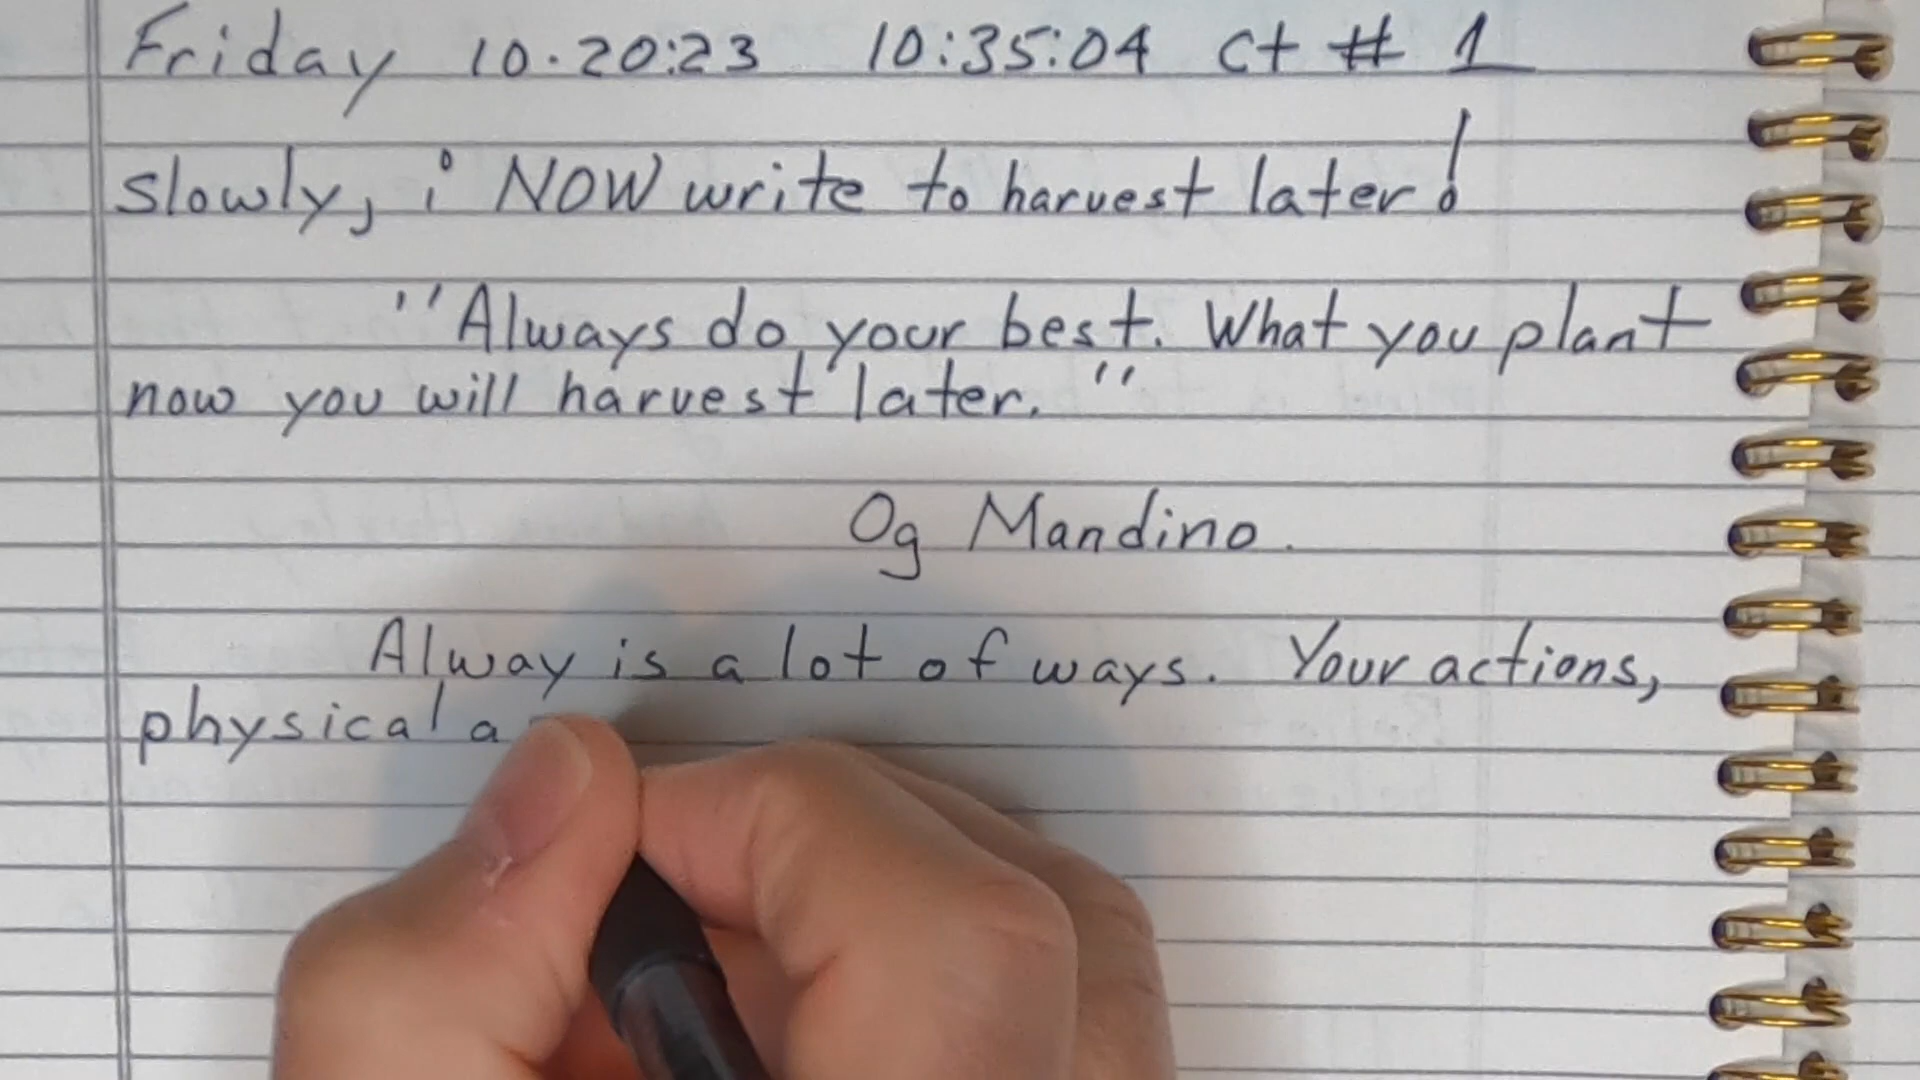 Friday 10.20:23 10:35:04 ct # 1
slowly, i NOW write to harvest later!
"Always do your best. What you plant
now you will harvest later."
Og Mandino.
Alway is a lot of ways. Your actions,
physical a